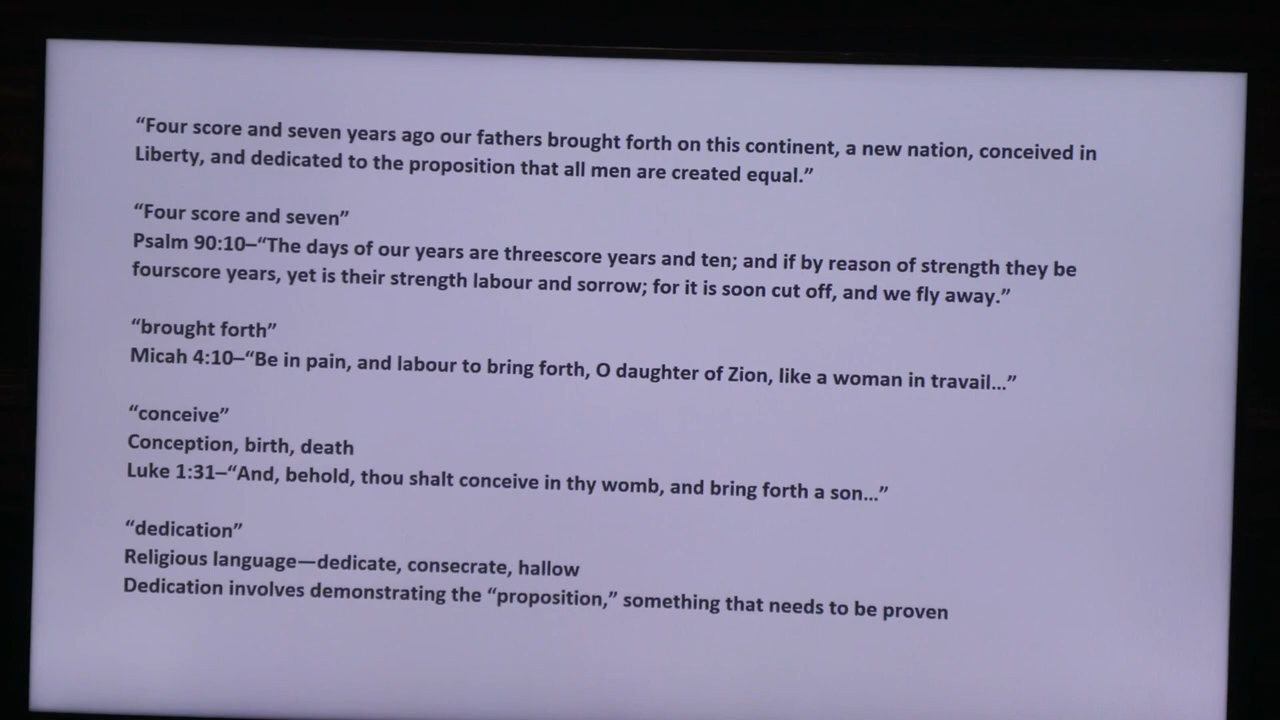 “Four score and seven years ago our fathers brought forth on this continent, a new nation, conceived in
Liberty, and dedicated to the proposition that all men are created equal.”
“Four score and seven”
Psalm 90:10–“The days of our years are threescore years and ten; and if by reason of strength they be
fourscore years, yet is their strength labour and sorrow; for it is soon cut off, and we fly away.”
“brought forth”
Micah 4:10–“Be in pain, and labour to bring forth, O daughter of Zion, like a woman in travail…”
“conceive”
Conception, birth, death
Luke 1:31–“And, behold, thou shalt conceive in thy womb, and bring forth a son…”
“dedication”
Religious language—dedicate, consecrate, hallow
Dedication involves demonstrating the “proposition,” something that needs to be proven